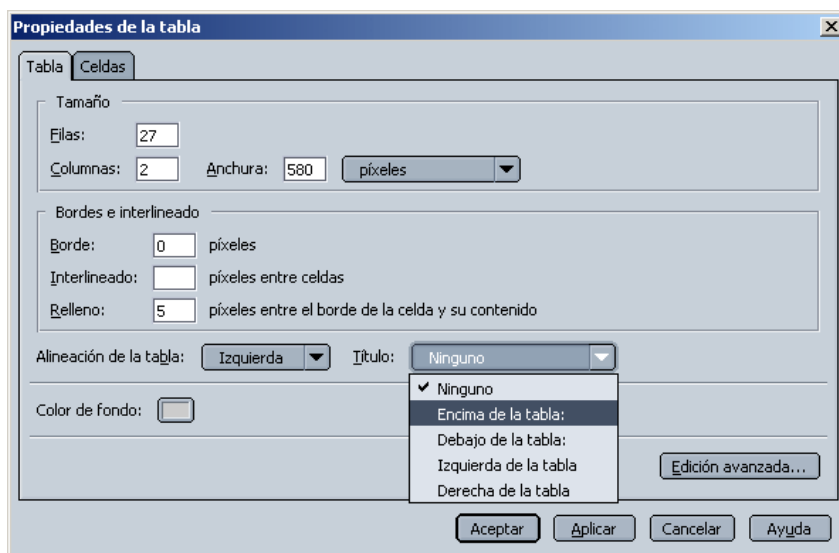 Propiedades de la tabla
Tabla Celdas
Tamaño
Filas: 27
Columnas: 2 Anchura: 580 píxeles
Bordes e interlineado
Borde: 0 píxeles
Interlineado: píxeles entre celdas
Relleno: 5 píxeles entre el borde de la celda y su contenido
Alineación de la tabla: Izquierda Título: Ninguno
Ninguno
Encima de la tabla:
Debajo de la tabla:
Izquierda de la tabla
Derecha de la tabla
Color de fondo:
Edición avanzada...
Aceptar Aplicar Cancelar Ayuda